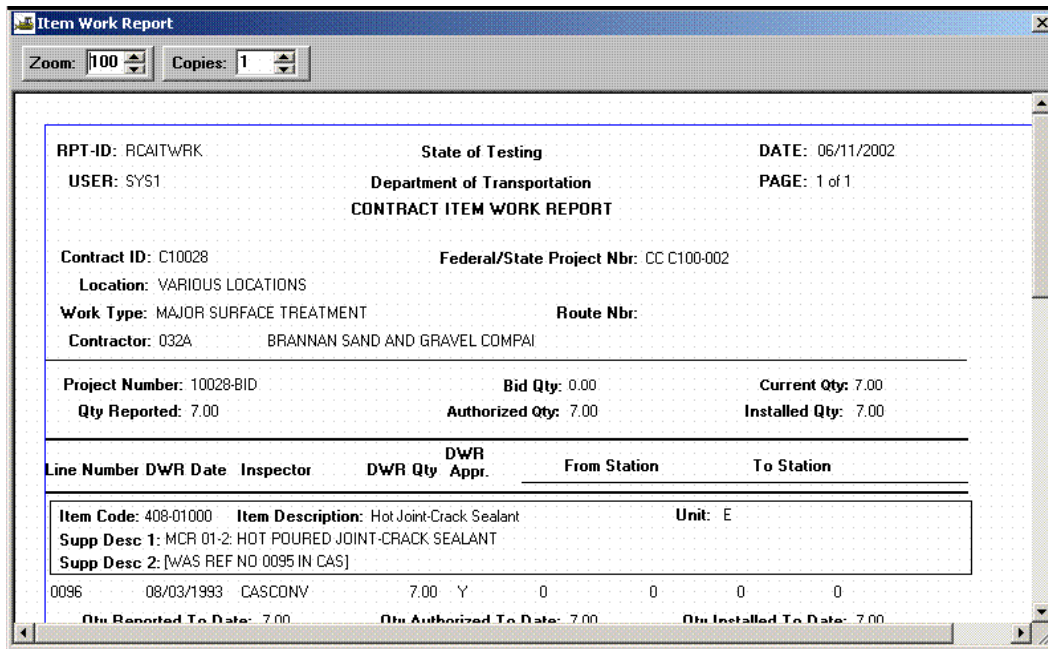 Item Work Report
Zoom: 100 Copies: 1
RPT-ID: RCAITWRK State of Testing DATE: 06/11/2002
USER: SYS1 Department of Transportation PAGE: 1 of 1
CONTRACT ITEM WORK REPORT
Contract ID: C10028 Federal/State Project Nbr: CC C100-002
Location: VARIOUS LOCATIONS
Work Type: MAJOR SURFACE TREATMENT Route Nbr:
Contractor: 032A BRANNAN SAND AND GRAVEL COMPAI
Project Number: 10028-BID Bid Qty: 0.00 Current Qty: 7.00
Qty Reported: 7.00 Authorized Qty: 7.00 Installed Qty: 7.00
Line Number DWR Date Inspector DWR Qty DWR Appr. From Station To Station
Item Code: 408-01000 Item Description: Hot Joint-Crack Sealant Unit: E
Supp Desc 1: MCR 01-2: HOT POURED JOINT-CRACK SEALANT
Supp Desc 2: [WAS REF NO 0095 IN CAS]
0096 08/03/1993 CASCONV 7.00 Y 0 0 0 0
Qty Reported To Date: 7.00 Qty Authorized To Date: 7.00 Qty Installed To Date: 7.00